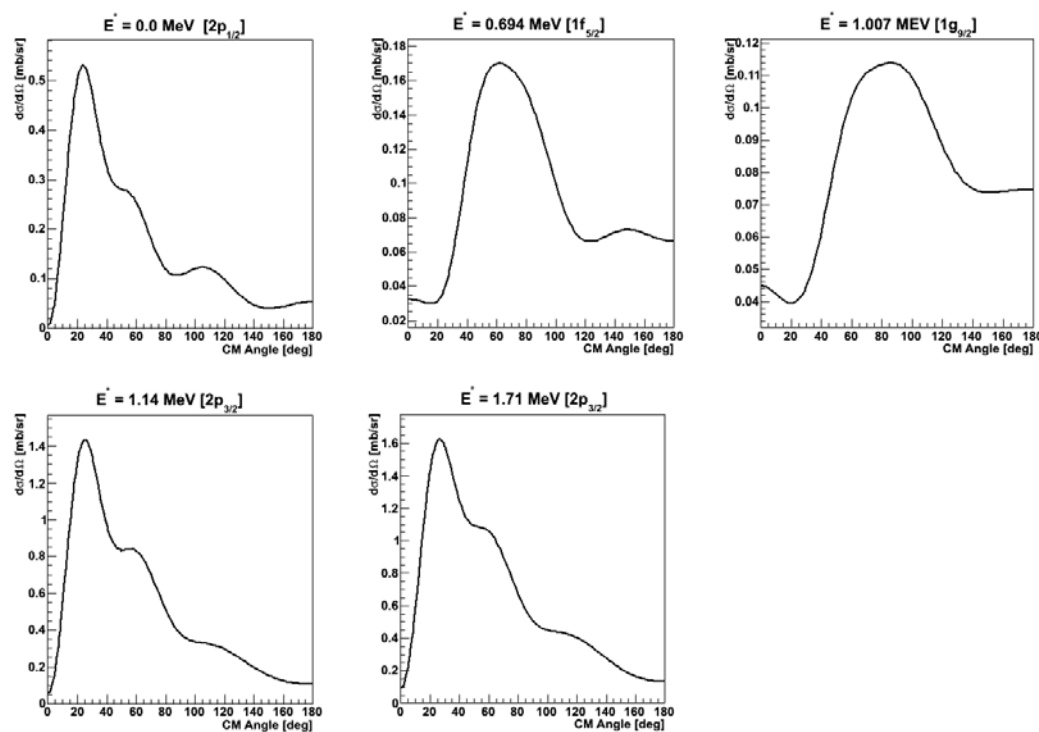 E* = 0.0 MeV [2p1/2]
dσ/dΩ [mb/sr]
0.5
0.4
0.3
0.2
0.1
0
0 20 40 60 80 100 120 140 160 180
CM Angle [deg]
E* = 0.694 MeV [1f5/2]
dσ/dΩ [mb/sr]
0.18
0.16
0.14
0.12
0.1
0.08
0.06
0.04
0.02
0 20 40 60 80 100 120 140 160 180
CM Angle [deg]
E* = 1.007 MEV [1g9/2]
dσ/dΩ [mb/sr]
0.12
0.11
0.1
0.09
0.08
0.07
0.06
0.05
0.04
0 20 40 60 80 100 120 140 160 180
CM Angle [deg]
E* = 1.14 MeV [2p3/2]
dσ/dΩ [mb/sr]
1.4
1.2
1
0.8
0.6
0.4
0.2
0
0 20 40 60 80 100 120 140 160 180
CM Angle [deg]
E* = 1.71 MeV [2p3/2]
dσ/dΩ [mb/sr]
1.6
1.4
1.2
1
0.8
0.6
0.4
0.2
0
0 20 40 60 80 100 120 140 160 180
CM Angle [deg]